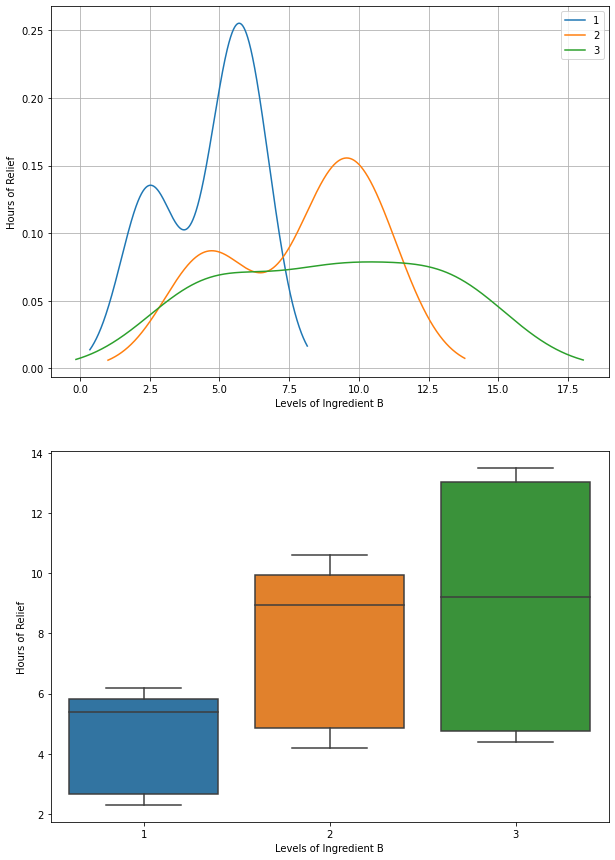 1
2
3
0.25
0.20
0.15
0.10
0.05
0.00
Hours of Relief
0.0 2.5 5.0 7.5 10.0 12.5 15.0 17.5
Levels of Ingredient B
14
12
10
8
6
4
2
Hours of Relief
1 2 3
Levels of Ingredient B